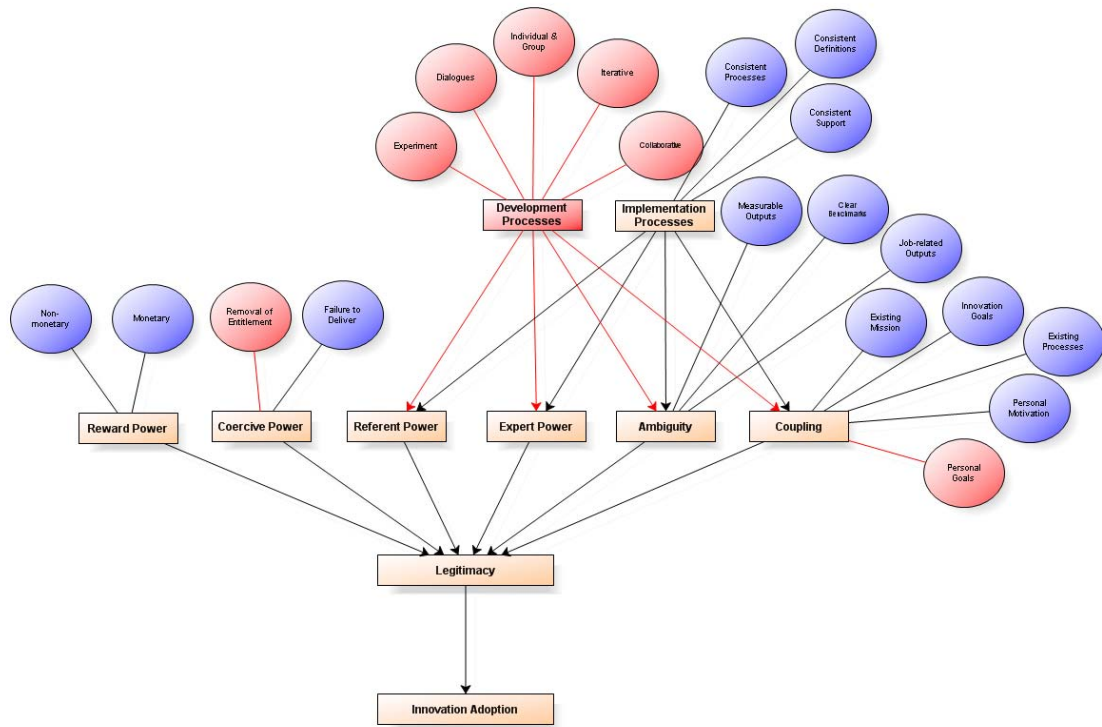 Individual &
Group
Consistent
Definitions
Dialogues
Iterative
Consistent
Processes
Experiment
Collaborative
Consistent
Support
Development
Processes
Implementation
Processes
Measurable
Outputs
Clear
Benchmarks
Job-related
Outputs
Non-
monetary
Monetary
Removal of
Entitlement
Failure to
Deliver
Existing
Mission
Innovation
Goals
Existing
Processes
Personal
Motivation
Reward Power
Coercive Power
Referent Power
Expert Power
Ambiguity
Coupling
Personal
Goals
Legitimacy
Innovation Adoption